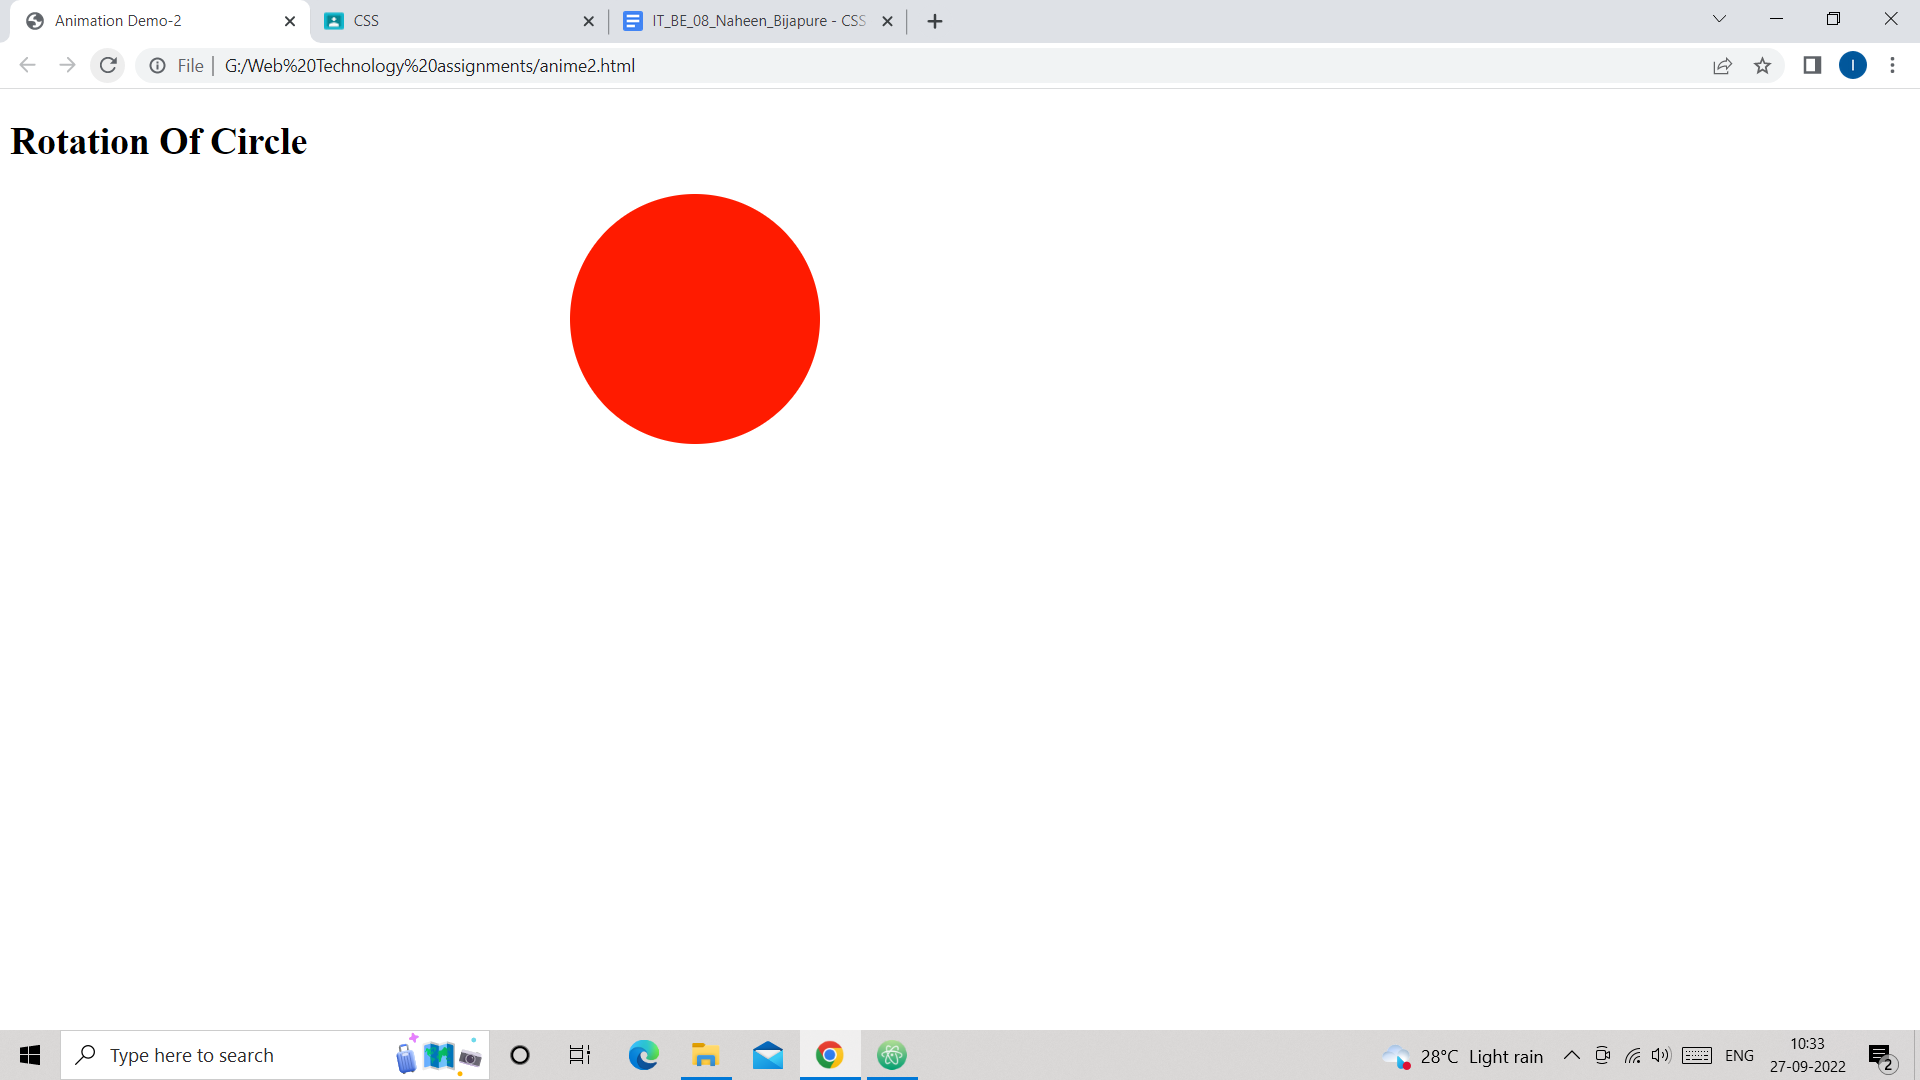 Animation Demo-2
CSS
IT_BE_08_Naheen_Bijapure - CSS
File
G:/Web%20Technology%20assignments/anime2.html
I
Rotation Of Circle
Type here to search
28°C Light rain
ENG
10:33
27-09-2022
2